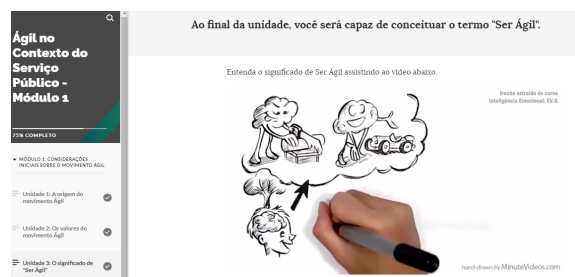 Ágil no
Contexto do
Serviço
Público -
Módulo 1
75% COMPLETO
MÓDULO 1: CONSIDERAÇÕES
INICIAIS SOBRE O MOVIMENTO ÁGIL
Unidade 1: A origem do
movimento Ágil
Unidade 2: Os valores do
movimento Ágil
Unidade 3: O significado de
"Ser Ágil"
Ao final da unidade, você será capaz de conceituar o termo "Ser Ágil".
Entenda o significado de Ser Ágil assistindo ao vídeo abaixo.
trecho extraído do curso
Inteligência Emocional, EV.G
hand-drawn by MinuteVideos.com